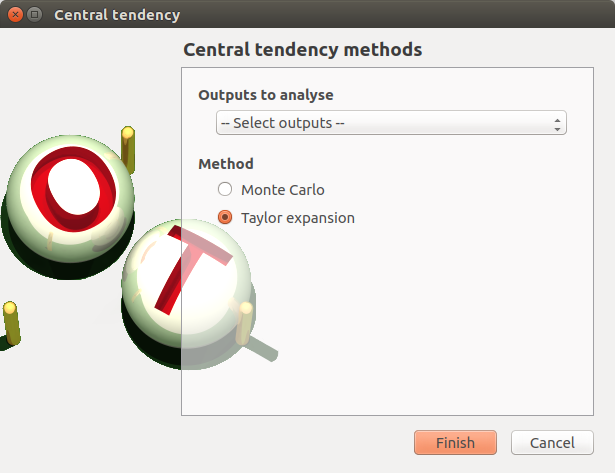 Central tendency
Central tendency methods
Outputs to analyse
-- Select outputs --
Method
Monte Carlo
Taylor expansion
O
T
Finish
Cancel